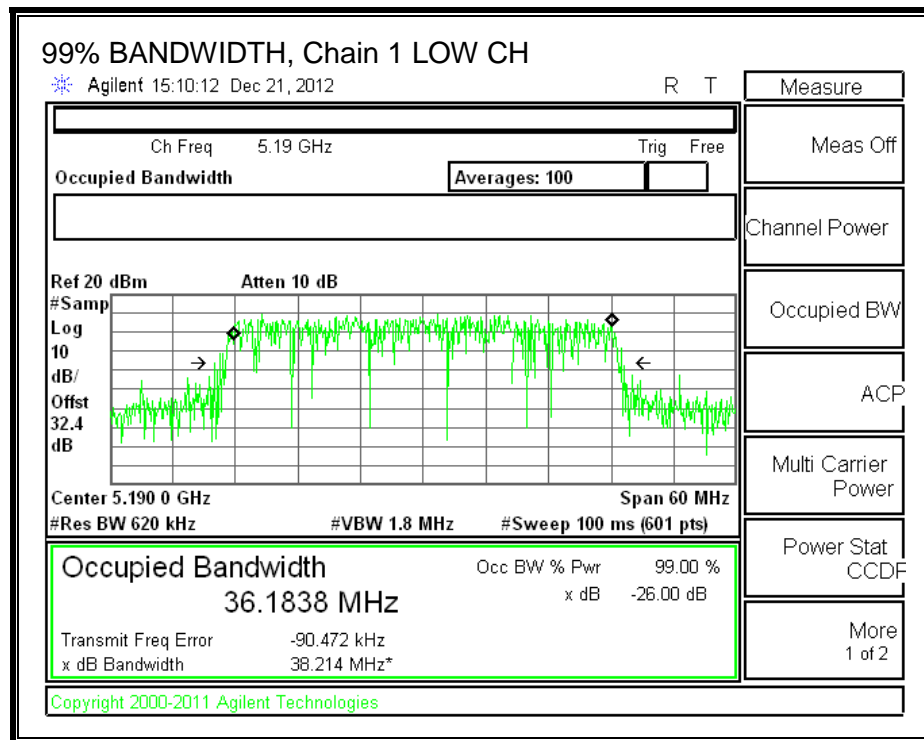 99% BANDWIDTH, Chain 1 LOW CH
Agilent 15:10:12 Dec 21, 2012 R T
Measure
Ch Freq 5.19 GHz Trig Free
Occupied Bandwidth Averages: 100
Meas Off
Channel Power
Occupied BW
ACP
Multi Carrier
Power
Power Stat
CCDF
More
1 of 2
Ref 20 dBm Atten 10 dB
#Samp
Log
10
dB/
Offst
32.4
dB
Center 5.190 0 GHz Span 60 MHz
#Res BW 620 kHz #VBW 1.8 MHz #Sweep 100 ms (601 pts)
Occupied Bandwidth Occ BW % Pwr 99.00 %
36.1838 MHz x dB -26.00 dB
Transmit Freq Error -90.472 kHz
x dB Bandwidth 38.214 MHz*
Copyright 2000-2011 Agilent Technologies